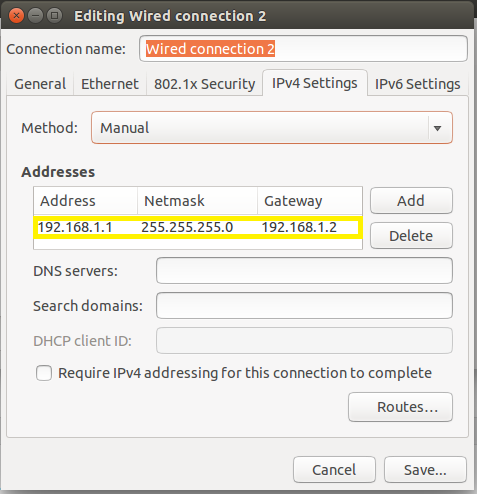 Editing Wired connection 2
Connection name: Wired connection 2
General Ethernet 802.1x Security IPv4 Settings IPv6 Settings
Method: Manual
Addresses
Address Netmask Gateway Add
192.168.1.1 255.255.255.0 192.168.1.2
Delete
DNS servers:
Search domains:
DHCP client ID:
Require IPv4 addressing for this connection to complete
Routes...
Cancel Save...